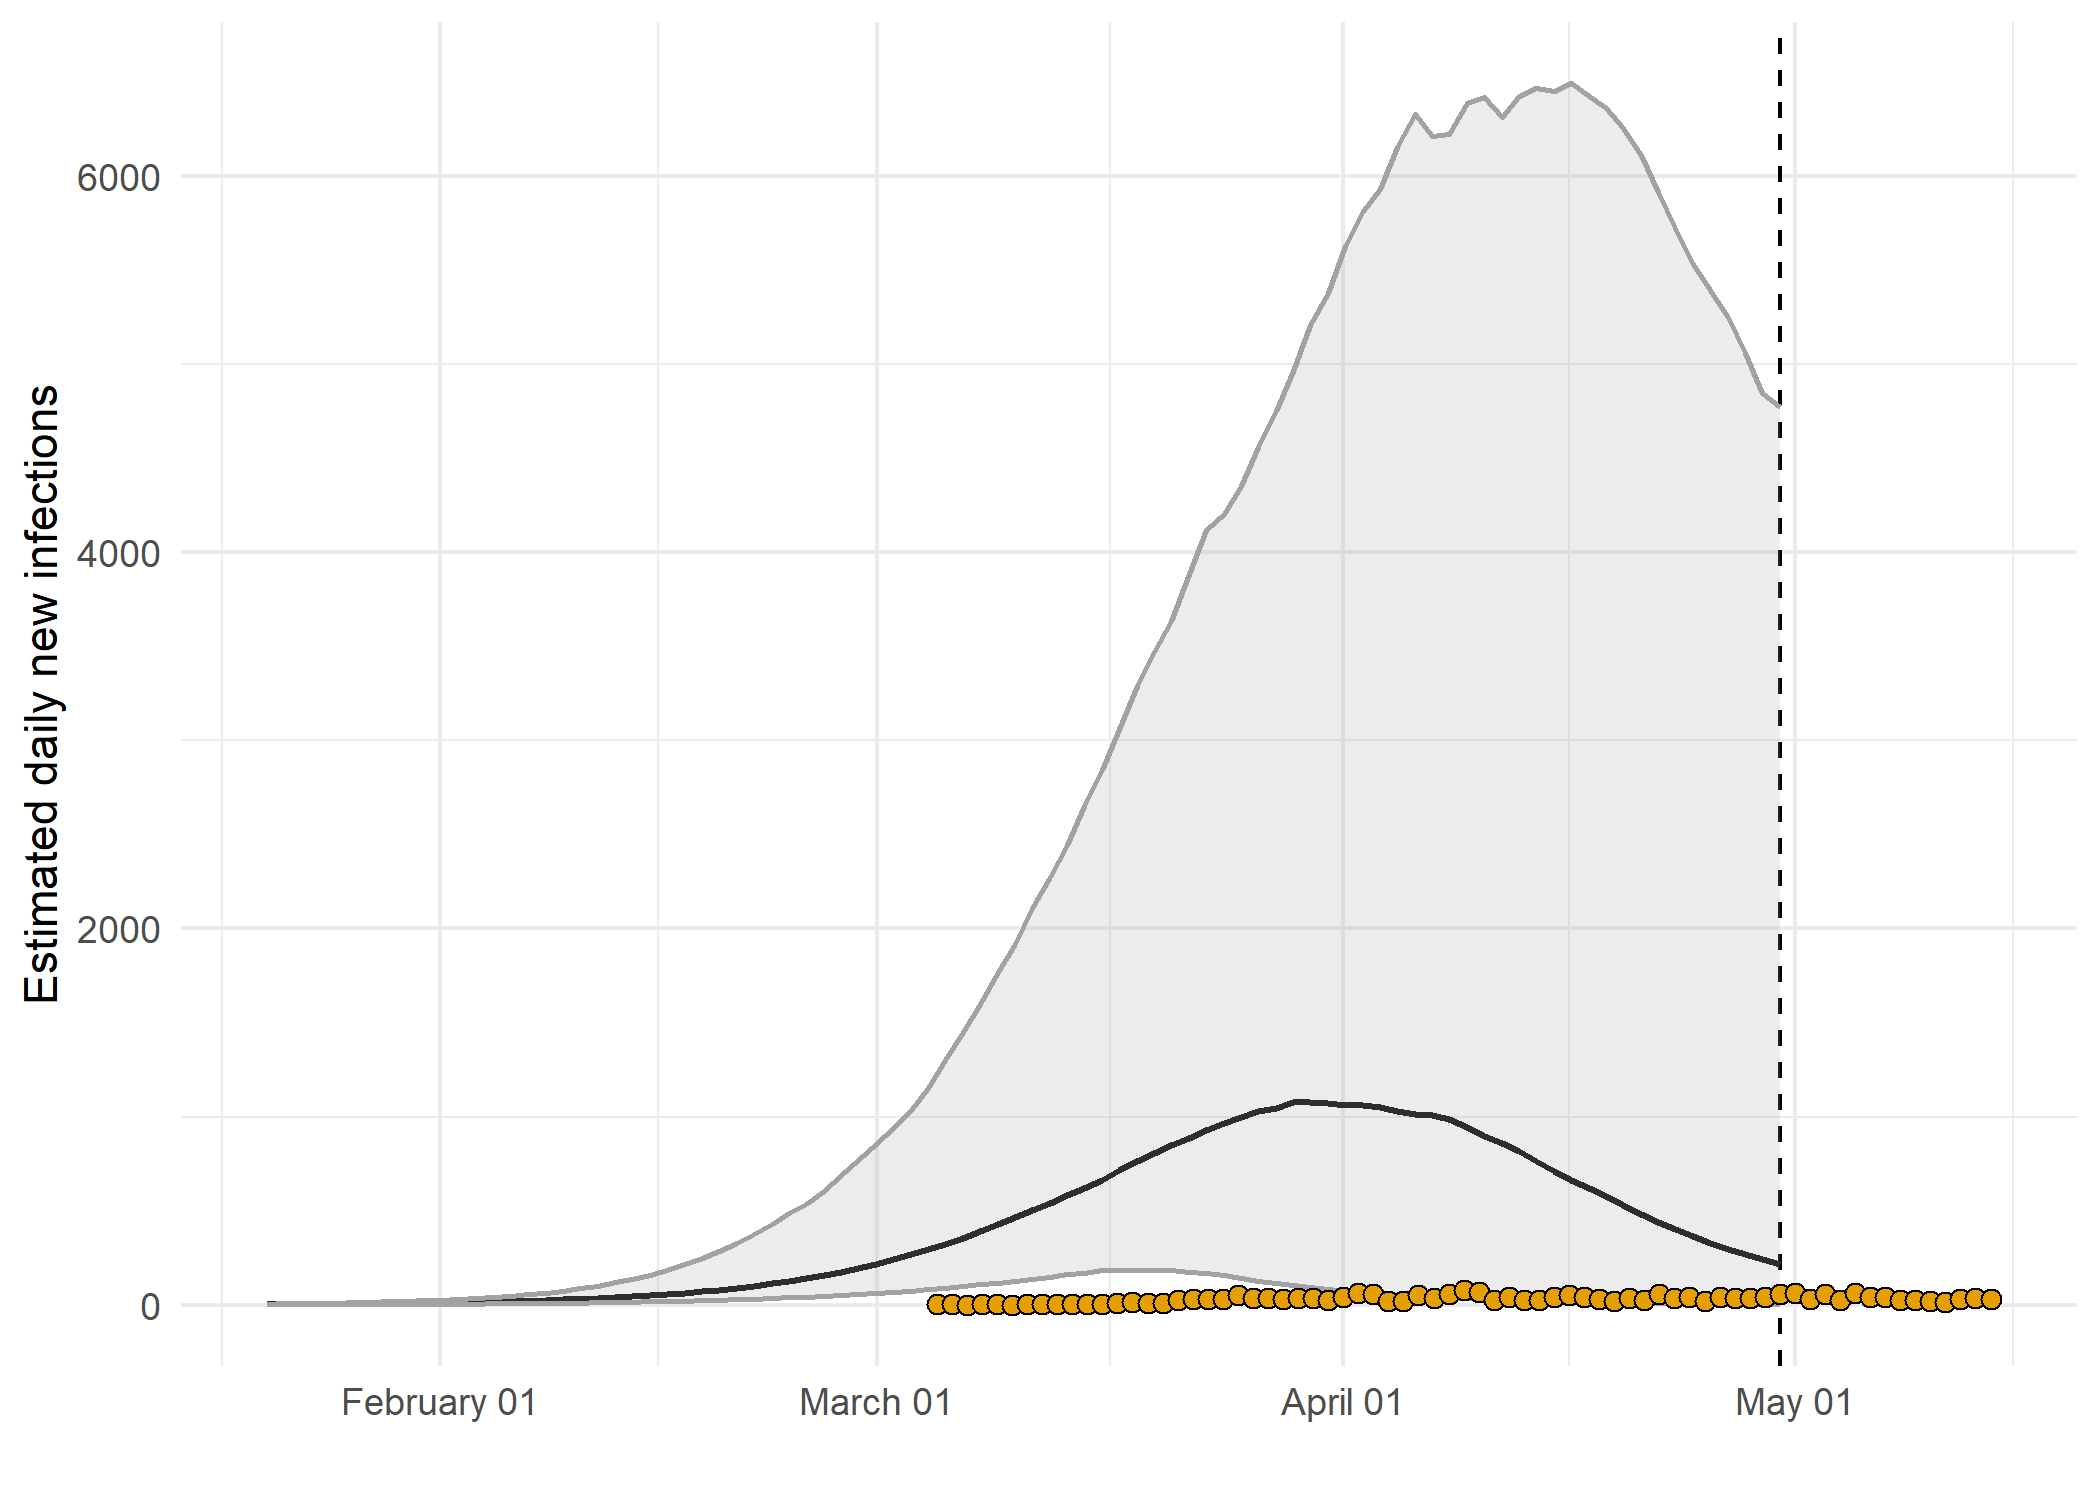 Estimated daily new infections
6000
4000
2000
0
February 01
March 01
April 01
May 01